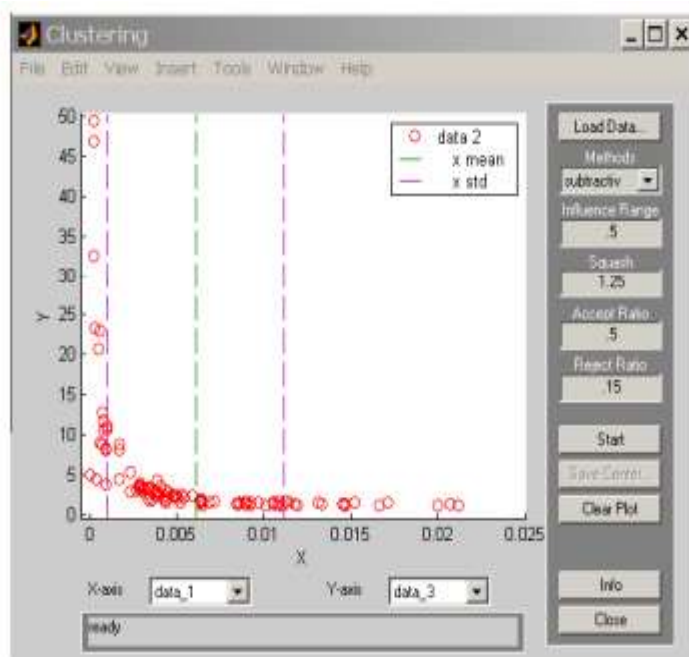 Clustering
File Edit View Insert Tools Window Help
50
45
40
35
30
25
20
15
10
5
0
Y
data 2
x mean
x std
0 0.005 0.01 0.015 0.02 0.025
X
X-axis data_1 Y-axis data_3
ready
Load Data...
Methods
subtractiv
Influence Range
.5
Squash
1.25
Accept Ratio
.5
Reject Ratio
.15
Start
Save Center...
Clear Plot
Info
Close